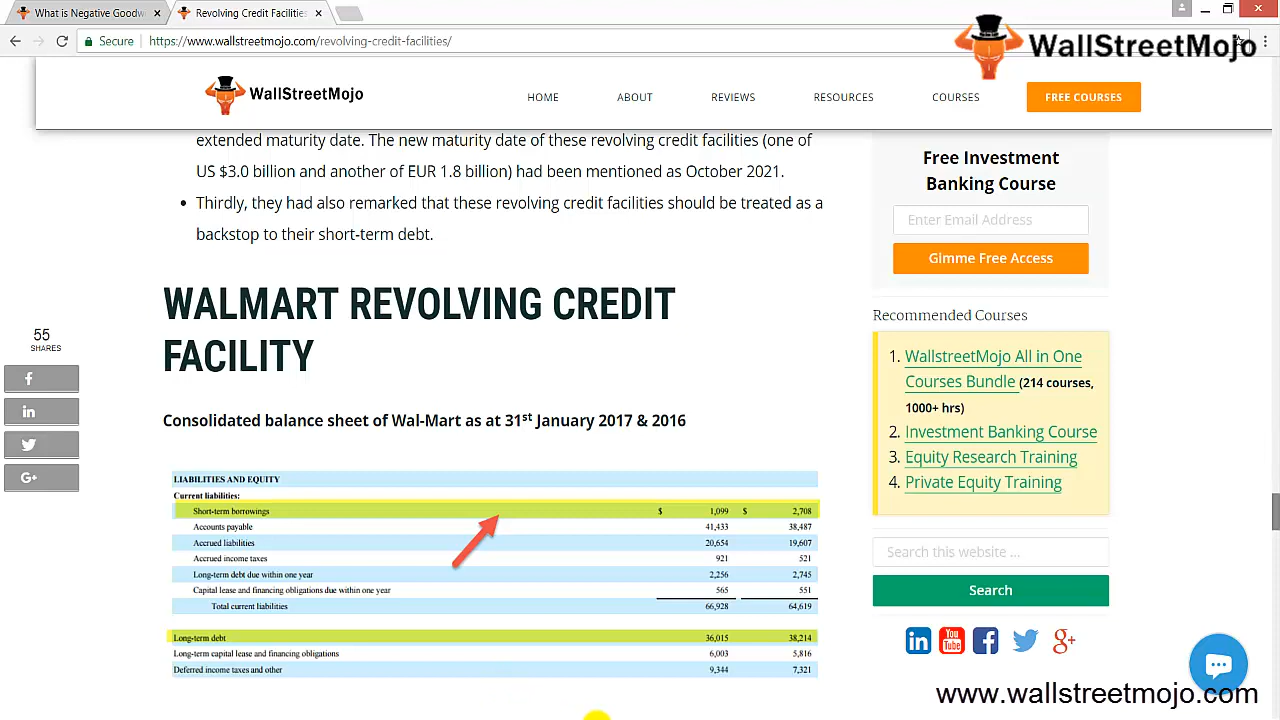 What is Negative Goodw
Revolving Credit Facilitie
Secure
https://www.wallstreetmojo.com/revolving-credit-facilities/
WallStreetMojo
WallStreetMojo
HOME
ABOUT
REVIEWS
RESOURCES
COURSES
FREE COURSES
extended maturity date. The new maturity date of these revolving credit facilities (one of
US $3.0 billion and another of EUR 1.8 billion) had been mentioned as October 2021.
• Thirdly, they had also remarked that these revolving credit facilities should be treated as a
backstop to their short-term debt.
WALMART REVOLVING CREDIT
FACILITY
Consolidated balance sheet of Wal-Mart as at 31st January 2017 & 2016
LIABILITIES AND EQUITY
Current liabilities:
Short-term borrowings $ 1,099 $ 2,708
Accounts payable 41,433 38,487
Accrued liabilities 20,654 19,607
Accrued income taxes 921 521
Long-term debt due within one year 2,256 2,745
Capital lease and financing obligations due within one year 565 551
Total current liabilities 66,928 64,619
Long-term debt 36,015 38,214
Long-term capital lease and financing obligations 6,003 5,816
Deferred income taxes and other 9,344 7,321
55
SHARES
Free Investment
Banking Course
Enter Email Address
Gimme Free Access
Recommended Courses
1. WallstreetMojo All in One
Courses Bundle (214 courses,
1000+ hrs)
2. Investment Banking Course
3. Equity Research Training
4. Private Equity Training
Search this website ...
Search
www.wallstreetmojo.com